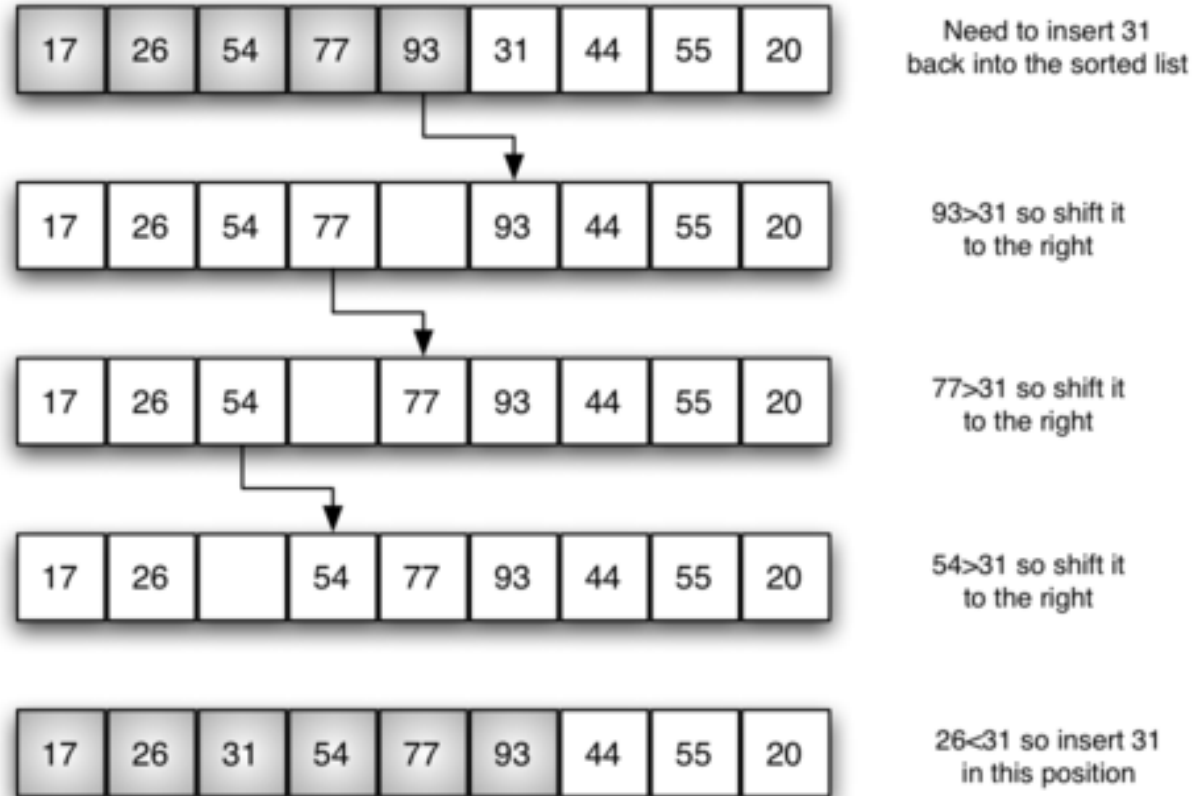 17 26 54 77 93 31 44 55 20
Need to insert 31
back into the sorted list
17 26 54 77 93 44 55 20
93>31 so shift it
to the right
17 26 54 77 93 44 55 20
77>31 so shift it
to the right
17 26 54 77 93 44 55 20
54>31 so shift it
to the right
17 26 31 54 77 93 44 55 20
26<31 so insert 31
in this position